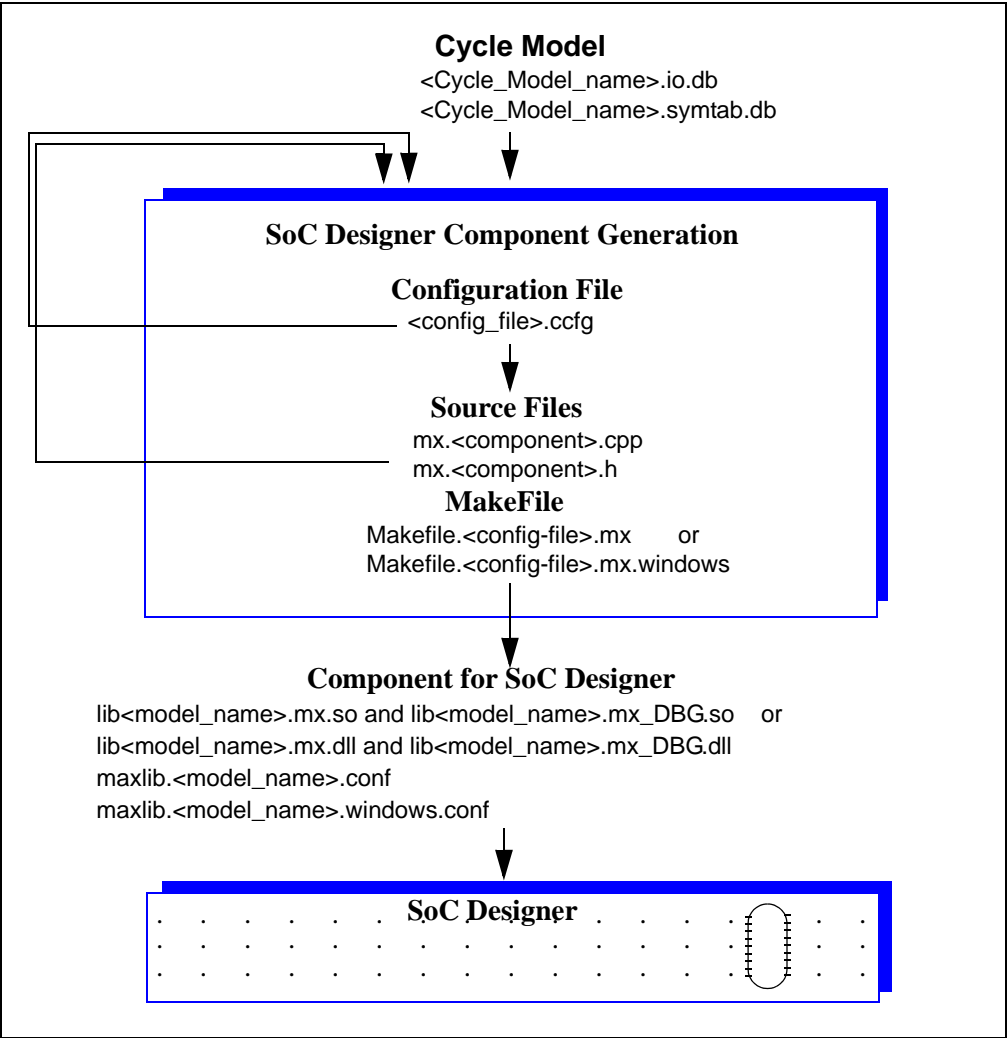 Cycle Model
<Cycle_Model_name>.io.db
<Cycle_Model_name>.symtab.db
SoC Designer Component Generation
Configuration File
<config_file>.ccfg
Source Files
mx.<component>.cpp
mx.<component>.h
MakeFile
Makefile.<config-file>.mx or
Makefile.<config-file>.mx.windows
Component for SoC Designer
lib<model_name>.mx.so and lib<model_name>.mx_DBG.so or
lib<model_name>.mx.dll and lib<model_name>.mx_DBG.dll
maxlib.<model_name>.conf
maxlib.<model_name>.windows.conf
SoC Designer